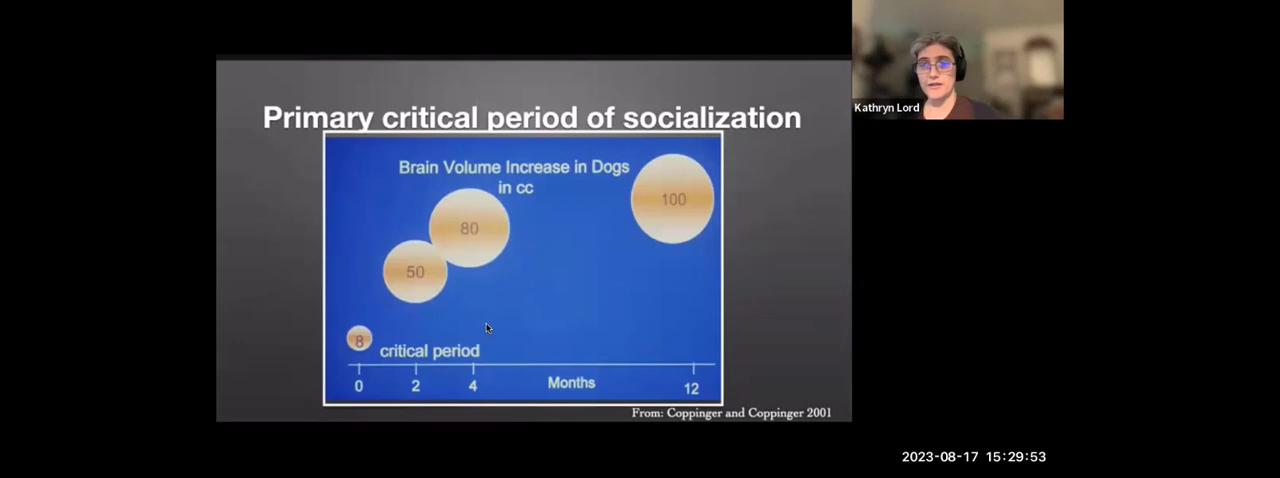 Kathryn Lord
Primary critical period of socialization
Brain Volume Increase in Dogs
in cc
100
80
50
8
critical period
0 2 4 Months 12
From: Coppinger and Coppinger 2001
2023-08-17 15:29:53